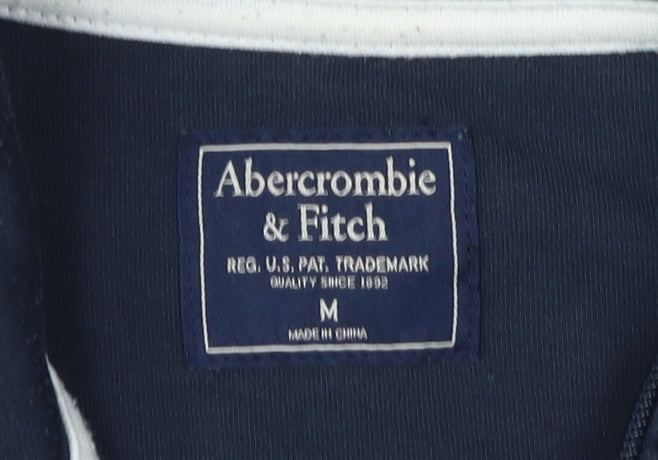 Abercrombie
& Fitch
REG. U.S. PAT. TRADEMARK
QUALITY SINCE 1892
M
MADE IN CHINA